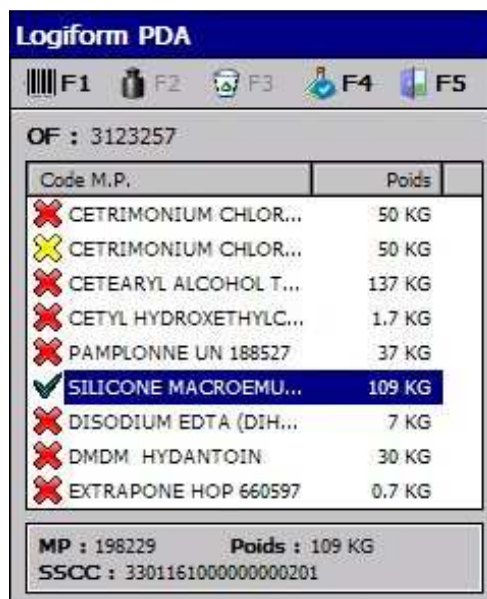 Logiform PDA
F1 F2 F3 F4 F5
OF : 3123257
Code M.P. Poids
CETRIMONIUM CHLOR... 50 KG
CETRIMONIUM CHLOR... 50 KG
CETEARYL ALCOHOL T... 137 KG
CETYL HYDROXETHYLC... 1.7 KG
PAMPLONNE UN 188527 37 KG
SILICONE MACROEMU... 109 KG
DISODIUM EDTA (DIH... 7 KG
DMDM HYDANTOIN 30 KG
EXTRAPONE HOP 660597 0.7 KG
MP : 198229 Poids : 109 KG
SSCC : 3301161000000000201